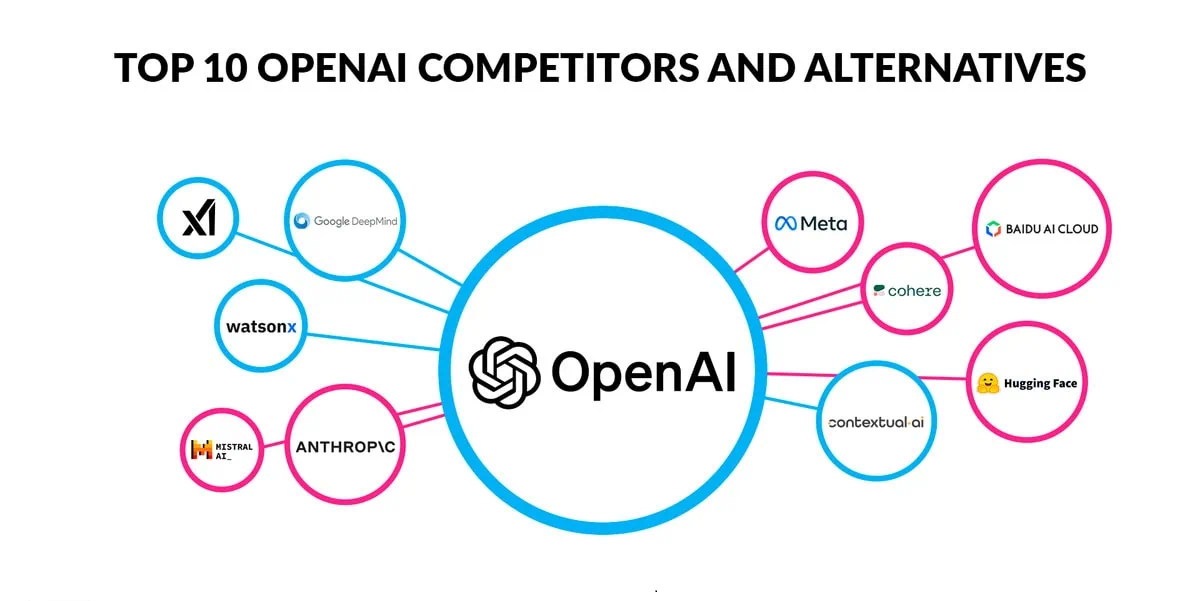 TOP 10 OPENAI COMPETITORS AND ALTERNATIVES
xI
Google DeepMind
Meta
BAIDU AI CLOUD
cohere
watsonx
OpenAI
Hugging Face
contextual·ai
MISTRAL
AI_
ANTHROP\C